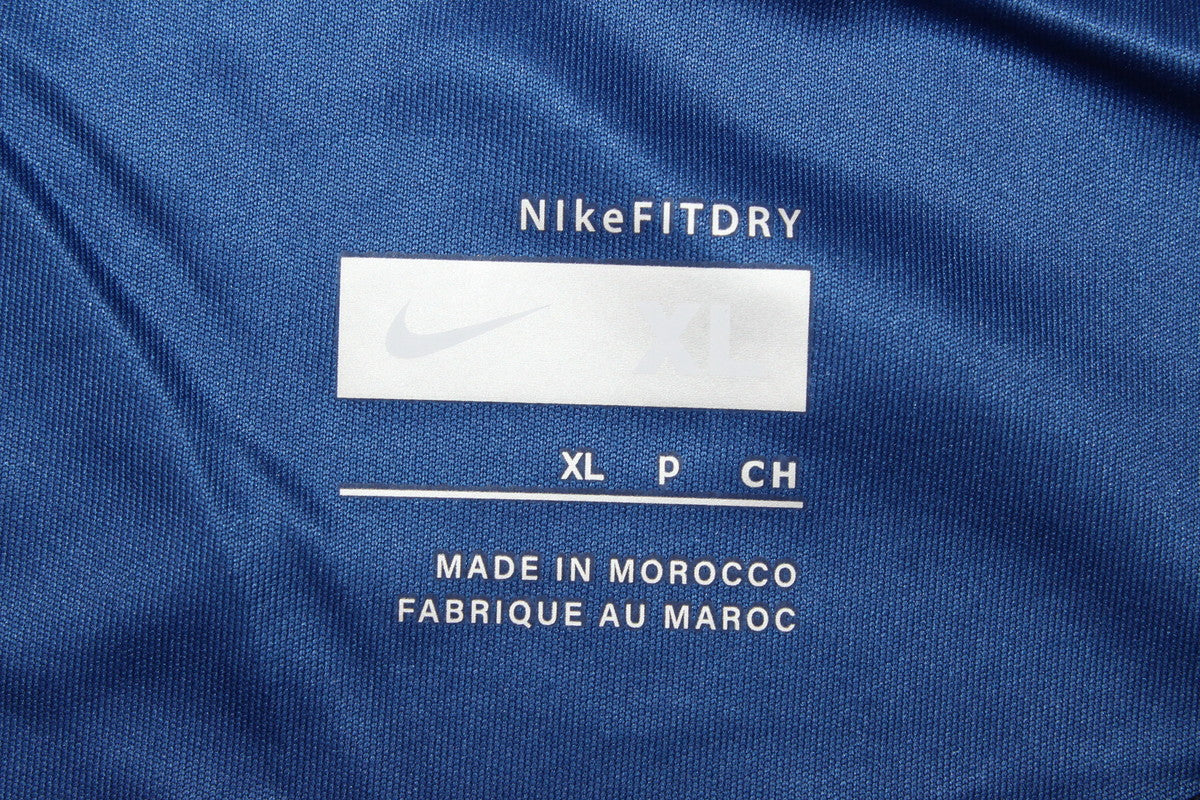 NIkeFITDRY
XL
XL P CH
MADE IN MOROCCO
FABRIQUE AU MAROC